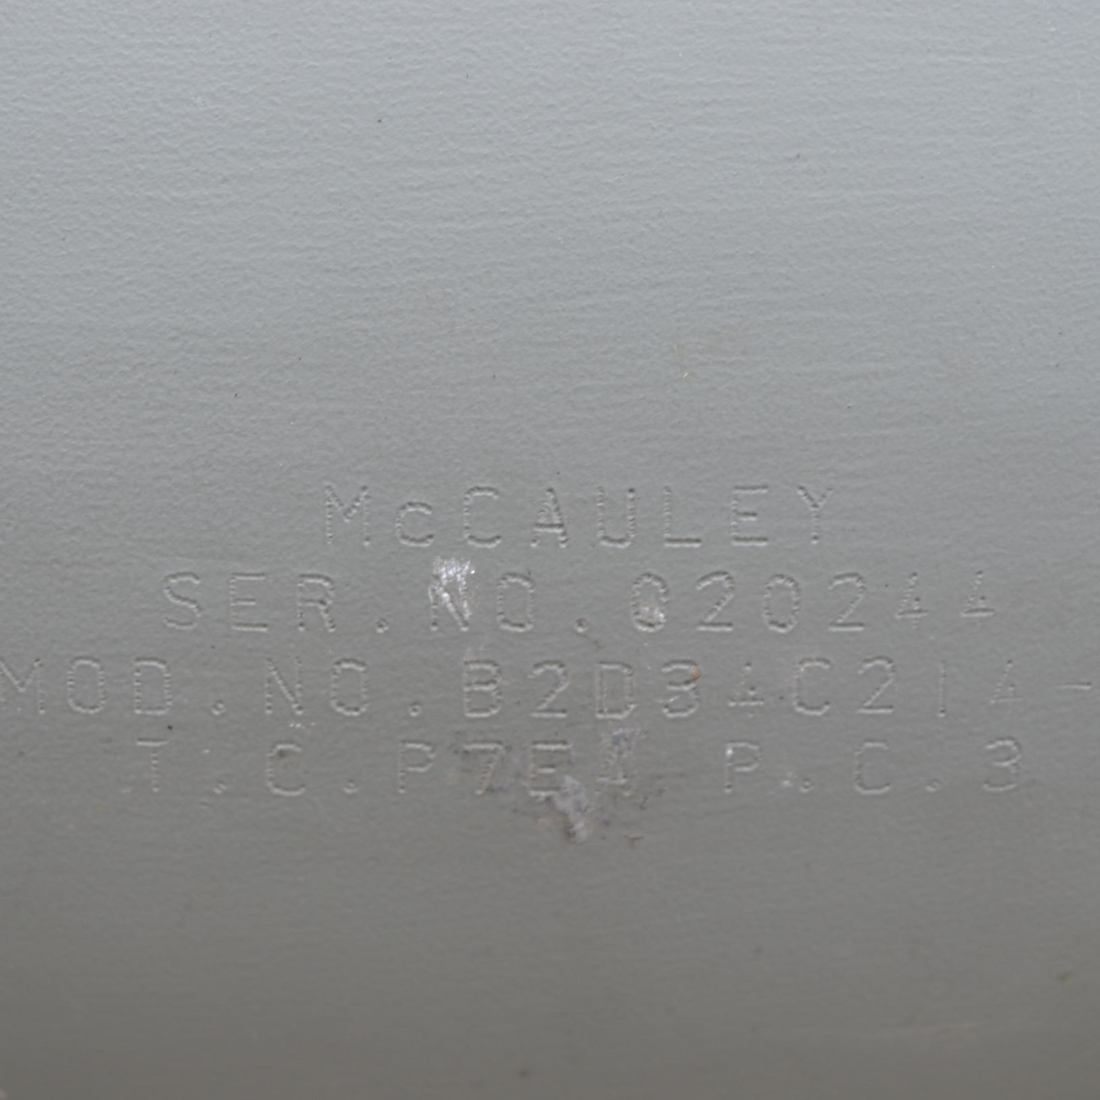 McCAULEY
SER.NO.020244
MOD.NO.B2D34C214-
T.C.P7EA P.C.3